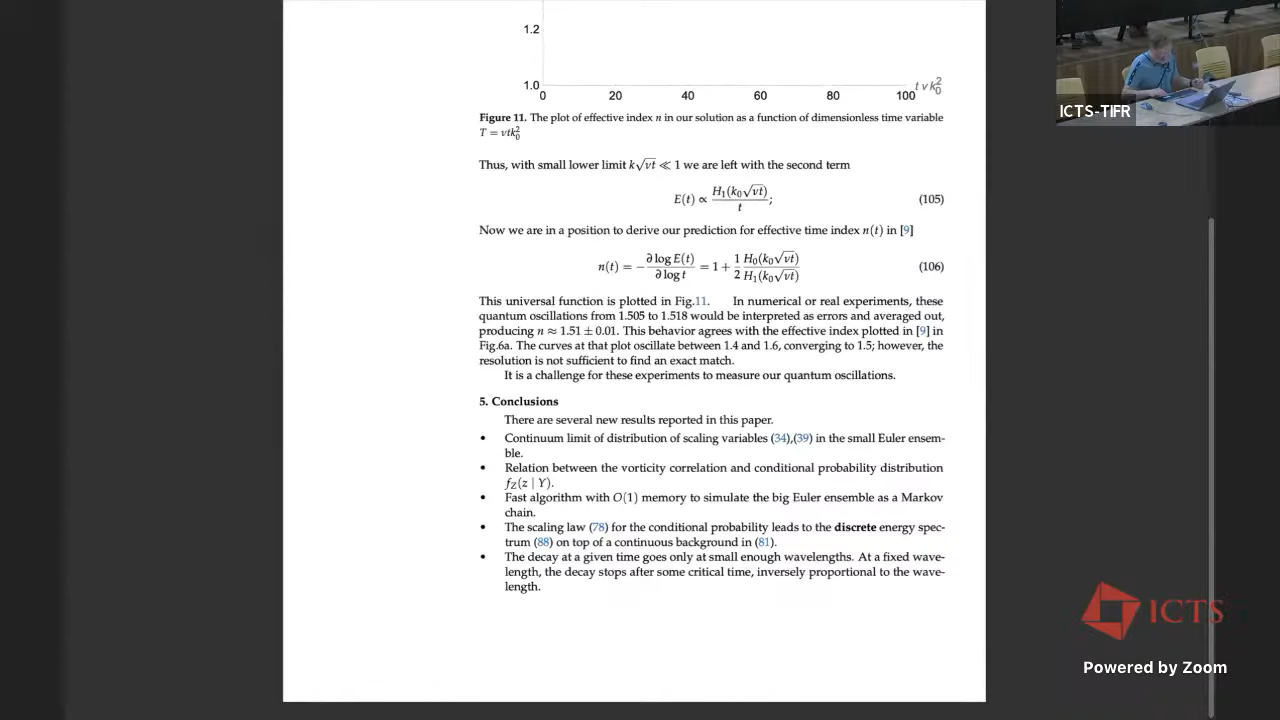 1.2
1.0
0 20 40 60 80 100 t ν k₀²
Figure 11. The plot of effective index n in our solution as a function of dimensionless time variable
T = νtk₀²
Thus, with small lower limit k√νt ≪ 1 we are left with the second term
E(t) ∝ H₁(k₀√νt) / t; (105)
Now we are in a position to derive our prediction for effective time index n(t) in [9]
n(t) = −∂ log E(t) / ∂ log t = 1 + 1/2 H₀(k₀√νt) / H₁(k₀√νt) (106)
This universal function is plotted in Fig.11. In numerical or real experiments, these
quantum oscillations from 1.505 to 1.518 would be interpreted as errors and averaged out,
producing n ≈ 1.51 ± 0.01. This behavior agrees with the effective index plotted in [9] in
Fig.6a. The curves at that plot oscillate between 1.4 and 1.6, converging to 1.5; however, the
resolution is not sufficient to find an exact match.
It is a challenge for these experiments to measure our quantum oscillations.
5. Conclusions
There are several new results reported in this paper.
• Continuum limit of distribution of scaling variables (34),(39) in the small Euler ensem-
ble.
• Relation between the vorticity correlation and conditional probability distribution
f_Z(z | Y).
• Fast algorithm with O(1) memory to simulate the big Euler ensemble as a Markov
chain.
• The scaling law (78) for the conditional probability leads to the discrete energy spec-
trum (88) on top of a continuous background in (81).
• The decay at a given time goes only at small enough wavelengths. At a fixed wave-
length, the decay stops after some critical time, inversely proportional to the wave-
length.
ICTS-TIFR
ICTS
Powered by Zoom